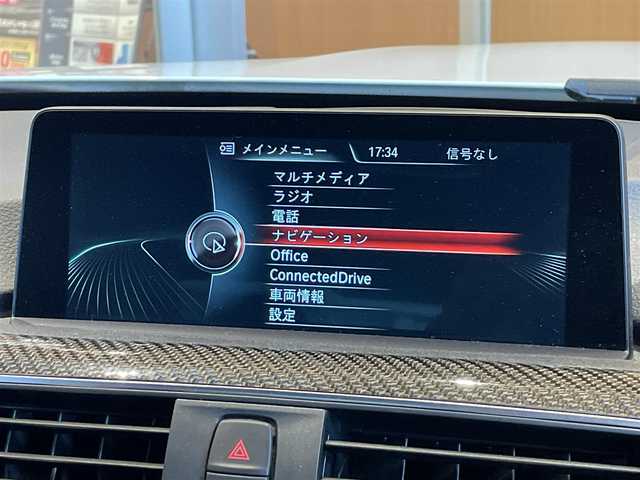 メインメニュー 17:34 信号なし
マルチメディア
ラジオ
電話
ナビゲーション
Office
ConnectedDrive
車両情報
設定